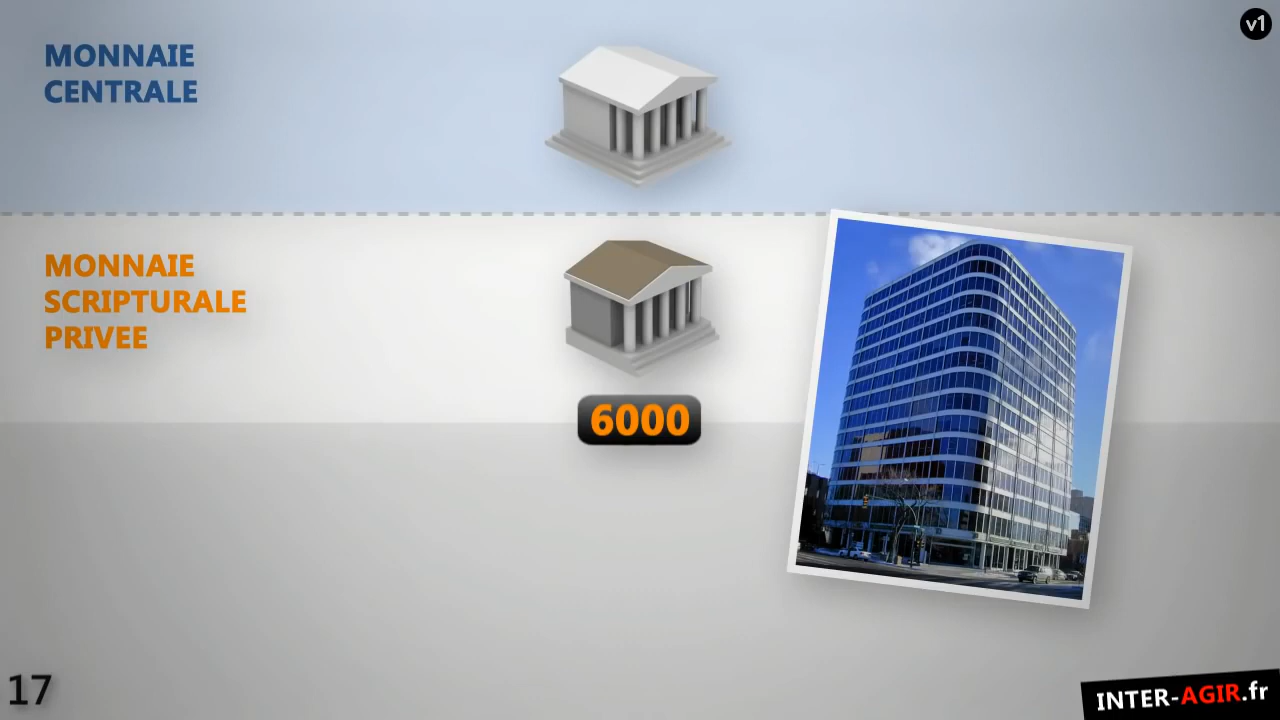 MONNAIE
CENTRALE
v1
MONNAIE
SCRIPTURALE
PRIVEE
6000
17
INTER-AGIR.fr